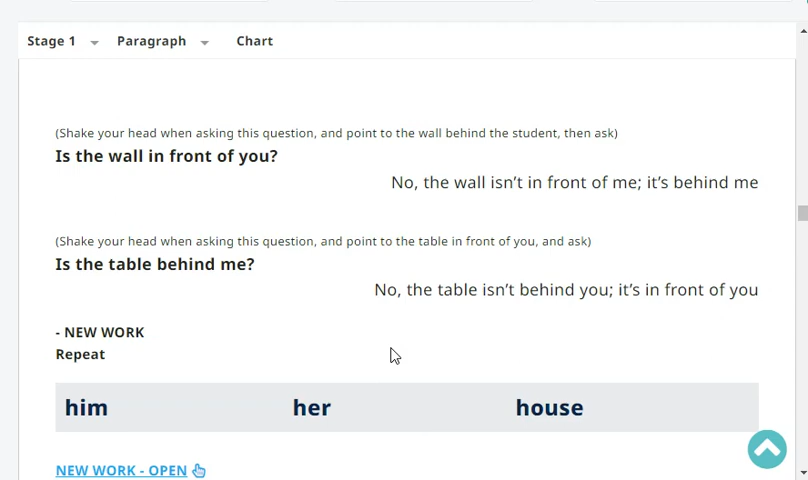 Stage 1 Paragraph Chart
(Shake your head when asking this question, and point to the wall behind the student, then ask)
Is the wall in front of you?
No, the wall isn't in front of me; it's behind me
(Shake your head when asking this question, and point to the table in front of you, and ask)
Is the table behind me?
No, the table isn't behind you; it's in front of you
- NEW WORK
Repeat
him her house
NEW WORK - OPEN